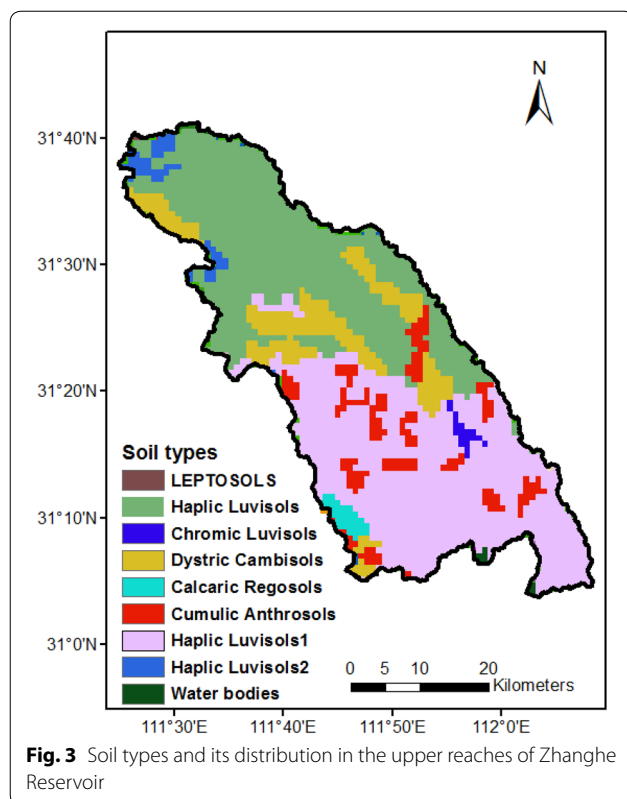 N
31°40'N
31°30'N
31°20'N
31°10'N
31°0'N
Soil types
LEPTOSOLS
Haplic Luvisols
Chromic Luvisols
Dystric Cambisols
Calcaric Regosols
Cumulic Anthrosols
Haplic Luvisols1
Haplic Luvisols2
Water bodies
0 5 10 20
Kilometers
111°30'E 111°40'E 111°50'E 112°0'E
Fig. 3 Soil types and its distribution in the upper reaches of Zhanghe
Reservoir